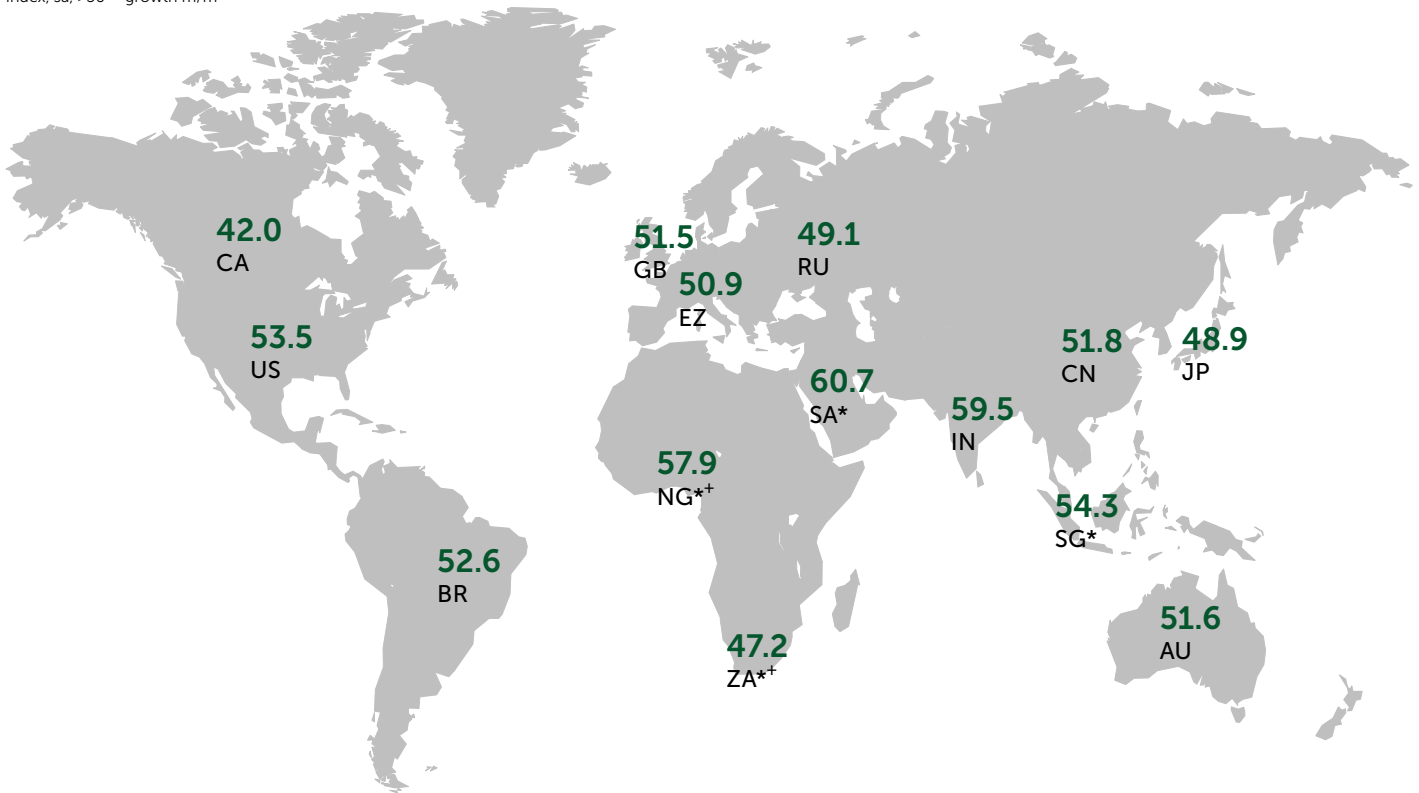 42.0
CA
51.5
GB
49.1
RU
50.9
EZ
53.5
US
51.8
CN
48.9
JP
60.7
SA*
59.5
IN
57.9
NG*⁺
54.3
SG*
52.6
BR
51.6
AU
47.2
ZA*⁺